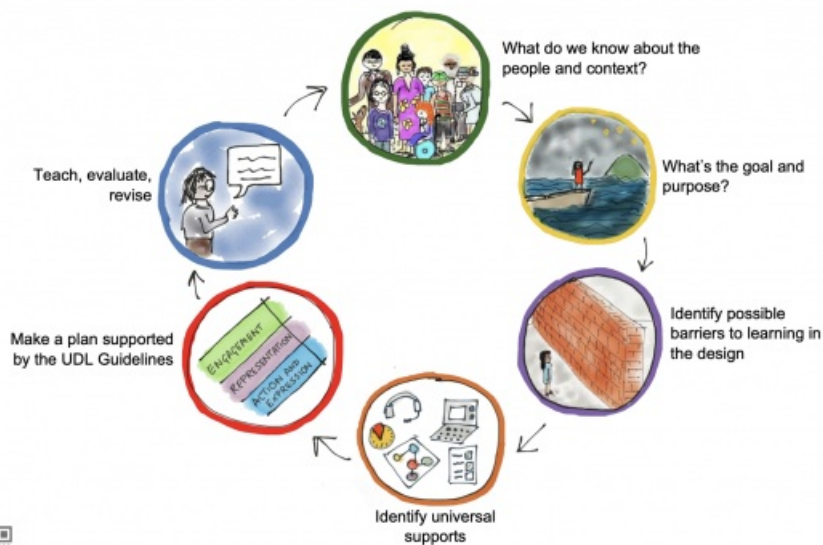 What do we know about the
people and context?
What's the goal and
purpose?
Identify possible
barriers to learning in
the design
Identify universal
supports
Make a plan supported
by the UDL Guidelines
ENGAGEMENT
REPRESENTATION
ACTION AND
EXPRESSION
Teach, evaluate,
revise